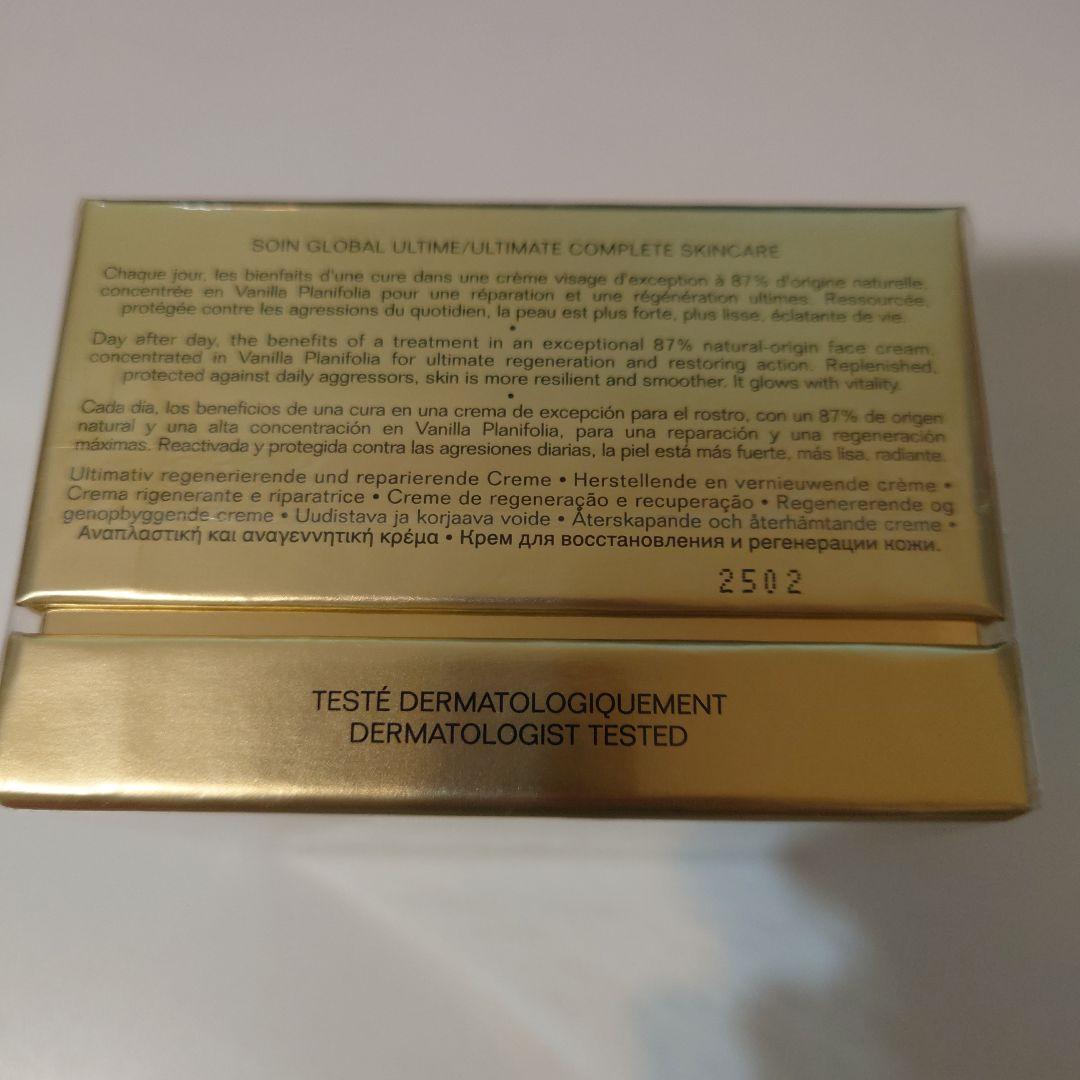 SOIN GLOBAL ULTIME/ULTIMATE COMPLETE SKINCARE
Chaque jour, les bienfaits d'une cure dans une crème visage d'exception à 87% d'origine naturelle,
concentrée en Vanilla Planifolia pour une réparation et une régénération ultimes. Ressourcée,
protégée contre les agressions du quotidien, la peau est plus forte, plus lisse, éclatante de vie.
•
Day after day, the benefits of a treatment in an exceptional 87% natural-origin face cream,
concentrated in Vanilla Planifolia for ultimate regeneration and restoring action. Replenished,
protected against daily aggressors, skin is more resilient and smoother. It glows with vitality.
•
Cada día, los beneficios de una cura en una crema de excepción para el rostro, con un 87% de origen
natural y una alta concentración en Vanilla Planifolia, para una reparación y una regeneración
máximas. Reactivada y protegida contra las agresiones diarias, la piel está más fuerte, más lisa, radiante.
Ultimativ regenerierende und reparierende Creme • Herstellende en vernieuwende crème •
Crema rigenerante e riparatrice • Creme de regeneração e recuperação • Regenererende og
genopbyggende creme • Uudistava ja korjaava voide • Återskapande och återhämtande creme •
Αναπλαστική και αναγεννητική κρέμα • Крем для восстановления и регенерации кожи.
2502
TESTÉ DERMATOLOGIQUEMENT
DERMATOLOGIST TESTED